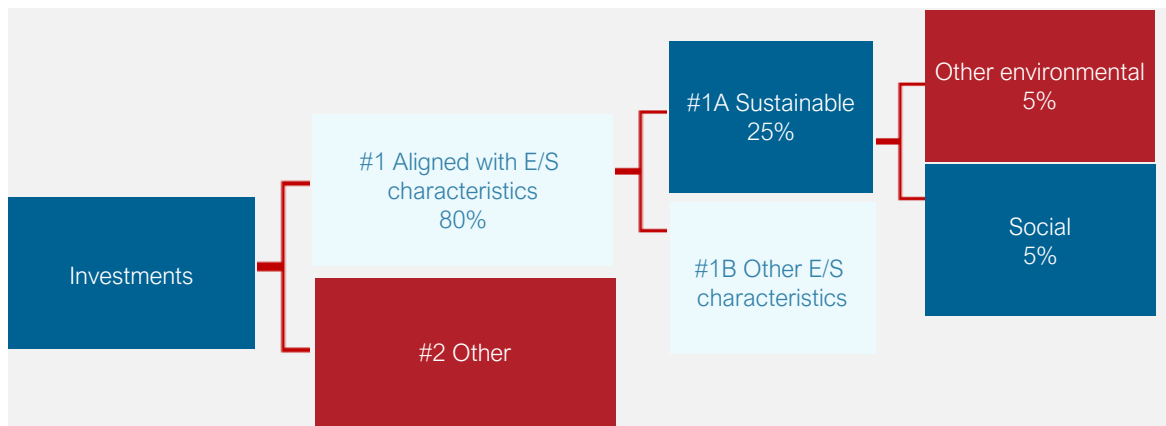 Investments
#1 Aligned with E/S
characteristics
80%
#2 Other
#1A Sustainable
25%
#1B Other E/S
characteristics
Other environmental
5%
Social
5%